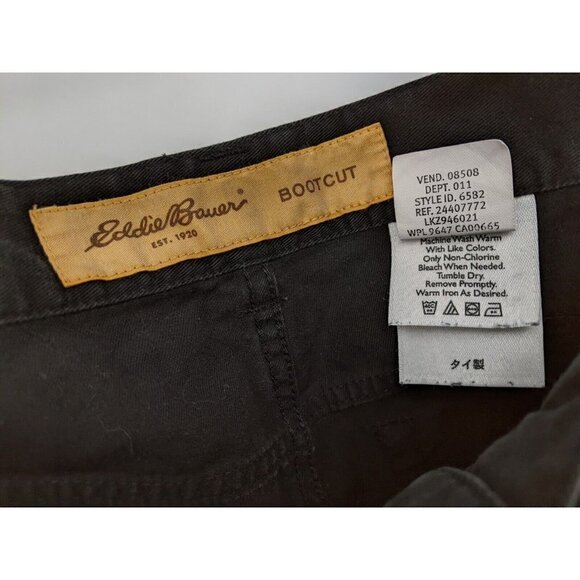 Eddie Bauer
EST. 1920
BOOTCUT
VEND. 08508
DEPT. 011
STYLE ID. 6582
REF. 24407772
LKZ946021
WPL 9647 CA00665
Machine Wash Warm
With Like Colors.
Only Non-Chlorine
Bleach When Needed.
Tumble Dry.
Remove Promptly.
Warm Iron As Desired.
タイ製